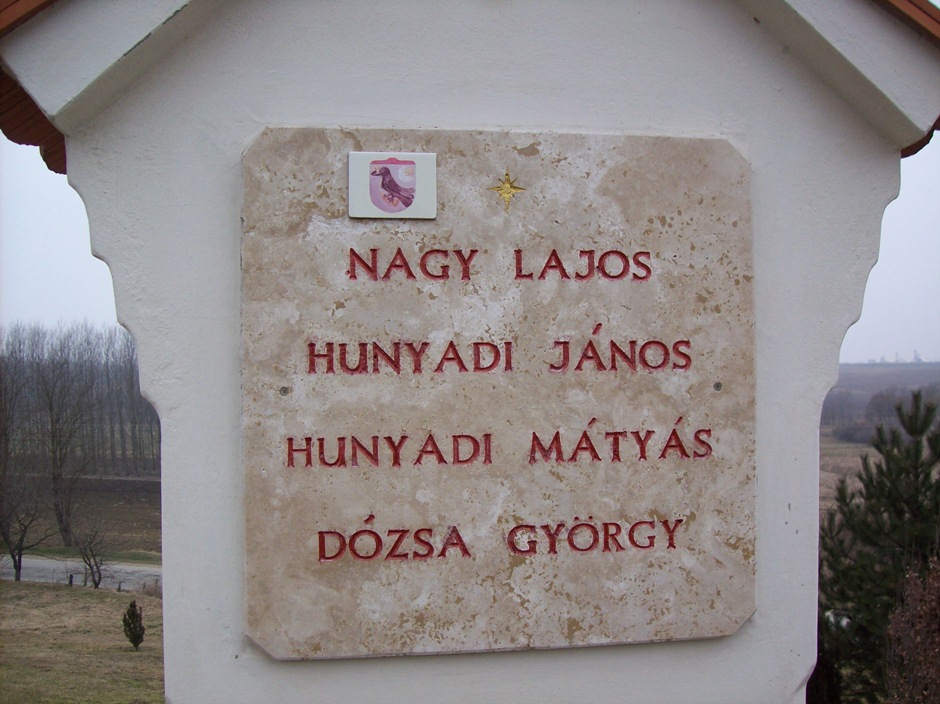 NAGY LAJOS
HUNYADI JÁNOS
HUNYADI MÁTYÁS
DÓZSA GYÖRGY